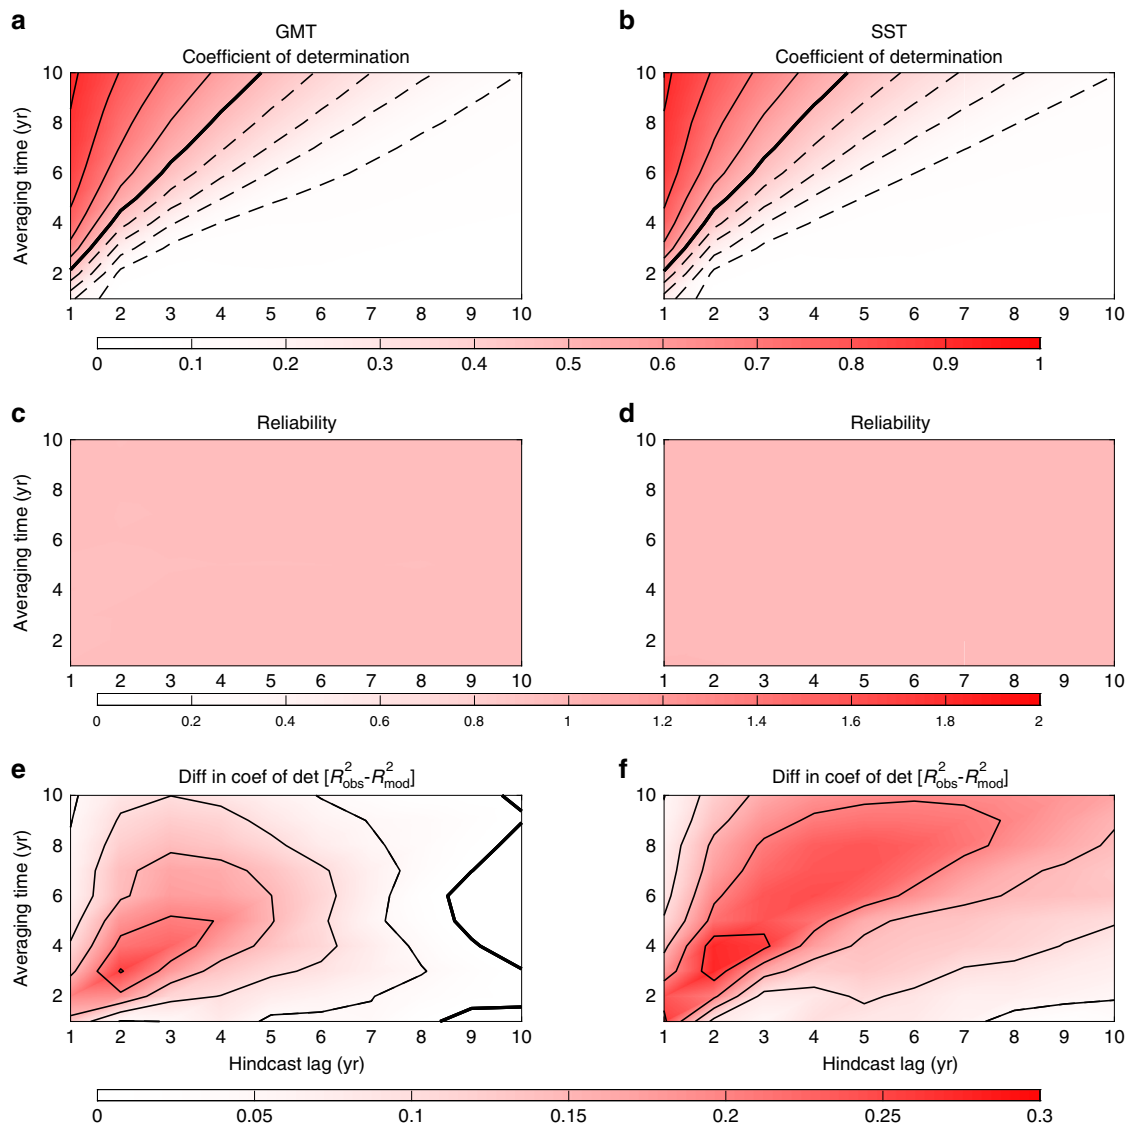 a
GMT
Coefficient of determination
Averaging time (yr)
10
8
6
4
2
1 2 3 4 5 6 7 8 9 10
b
SST
Coefficient of determination
10
8
6
4
2
1 2 3 4 5 6 7 8 9 10
0 0.1 0.2 0.3 0.4 0.5 0.6 0.7 0.8 0.9 1
c
Reliability
Averaging time (yr)
10
8
6
4
2
1 2 3 4 5 6 7 8 9 10
d
Reliability
10
8
6
4
2
1 2 3 4 5 6 7 8 9 10
0 0.2 0.4 0.6 0.8 1 1.2 1.4 1.6 1.8 2
e
Diff in coef of det [R²obs-R²mod]
Averaging time (yr)
10
8
6
4
2
1 2 3 4 5 6 7 8 9 10
Hindcast lag (yr)
f
Diff in coef of det [R²obs-R²mod]
10
8
6
4
2
1 2 3 4 5 6 7 8 9 10
Hindcast lag (yr)
0 0.05 0.1 0.15 0.2 0.25 0.3